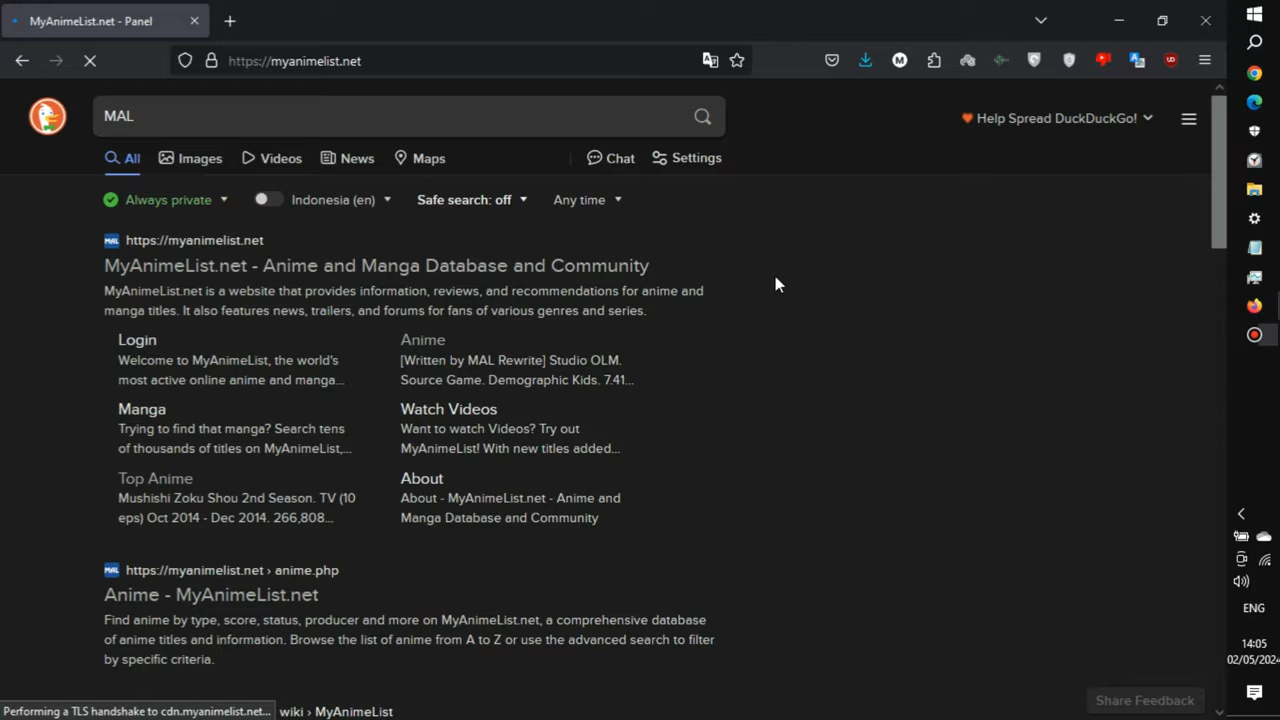 MyAnimeList.net - Panel
https://myanimelist.net
MAL
Help Spread DuckDuckGo!
All
Images
Videos
News
Maps
Chat
Settings
Always private
Indonesia (en)
Safe search: off
Any time
MAL
https://myanimelist.net
MyAnimeList.net - Anime and Manga Database and Community
MyAnimeList.net is a website that provides information, reviews, and recommendations for anime and
manga titles. It also features news, trailers, and forums for fans of various genres and series.
Login
Welcome to MyAnimeList, the world's
most active online anime and manga...
Anime
[Written by MAL Rewrite] Studio OLM.
Source Game. Demographic Kids. 7.41...
Manga
Trying to find that manga? Search tens
of thousands of titles on MyAnimeList,...
Watch Videos
Want to watch Videos? Try out
MyAnimeList! With new titles added...
Top Anime
Mushishi Zoku Shou 2nd Season. TV (10
eps) Oct 2014 - Dec 2014. 266,808...
About
About - MyAnimeList.net - Anime and
Manga Database and Community
MAL
https://myanimelist.net › anime.php
Anime - MyAnimeList.net
Find anime by type, score, status, producer and more on MyAnimeList.net, a comprehensive database
of anime titles and information. Browse the list of anime from A to Z or use the advanced search to filter
by specific criteria.
Share Feedback
Performing a TLS handshake to cdn.myanimelist.net...
wiki › MyAnimeList
ENG
14:05
02/05/2024